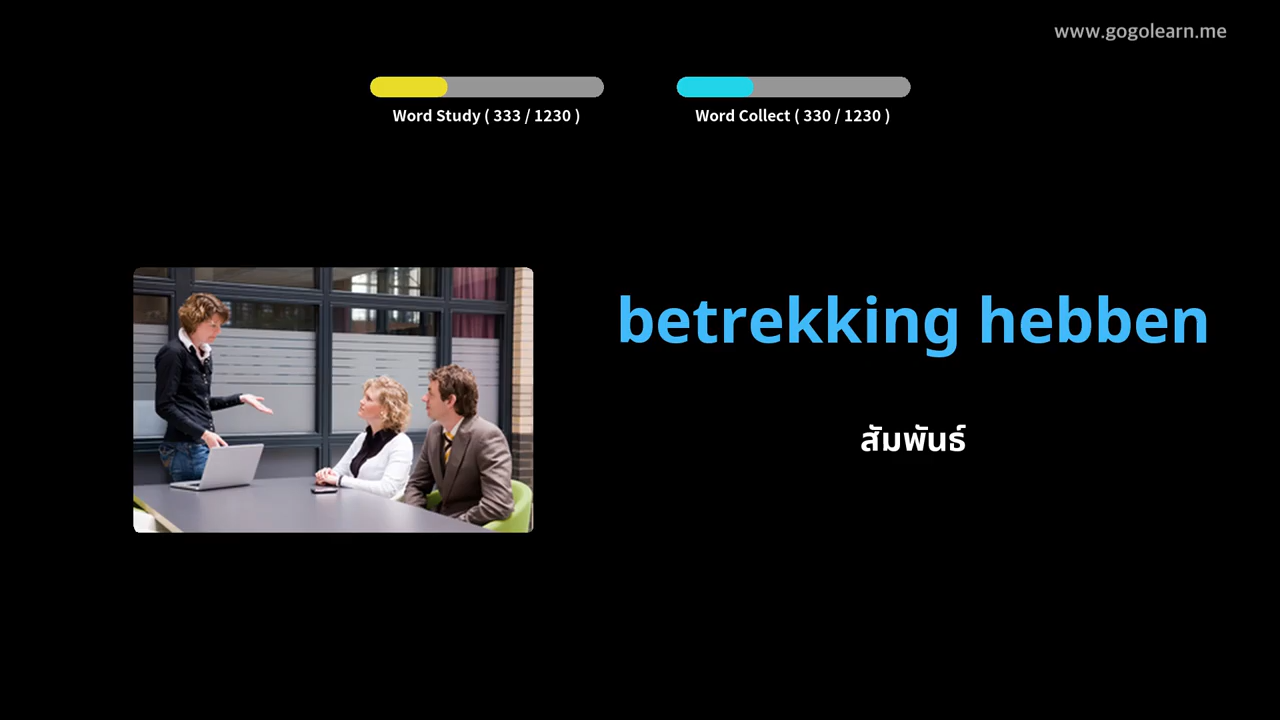 www.gogolearn.me
Word Study ( 333 / 1230 )
Word Collect ( 330 / 1230 )
betrekking hebben
สัมพันธ์